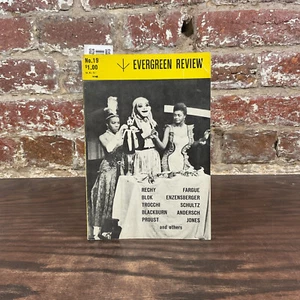 No.19
$1.00
EVERGREEN REVIEW
RECHY FARGUE
BLOK ENZENSBERGER
TROCCHI SCHULTZ
BLACKBURN ANDERSCH
PROUST JONES
and others